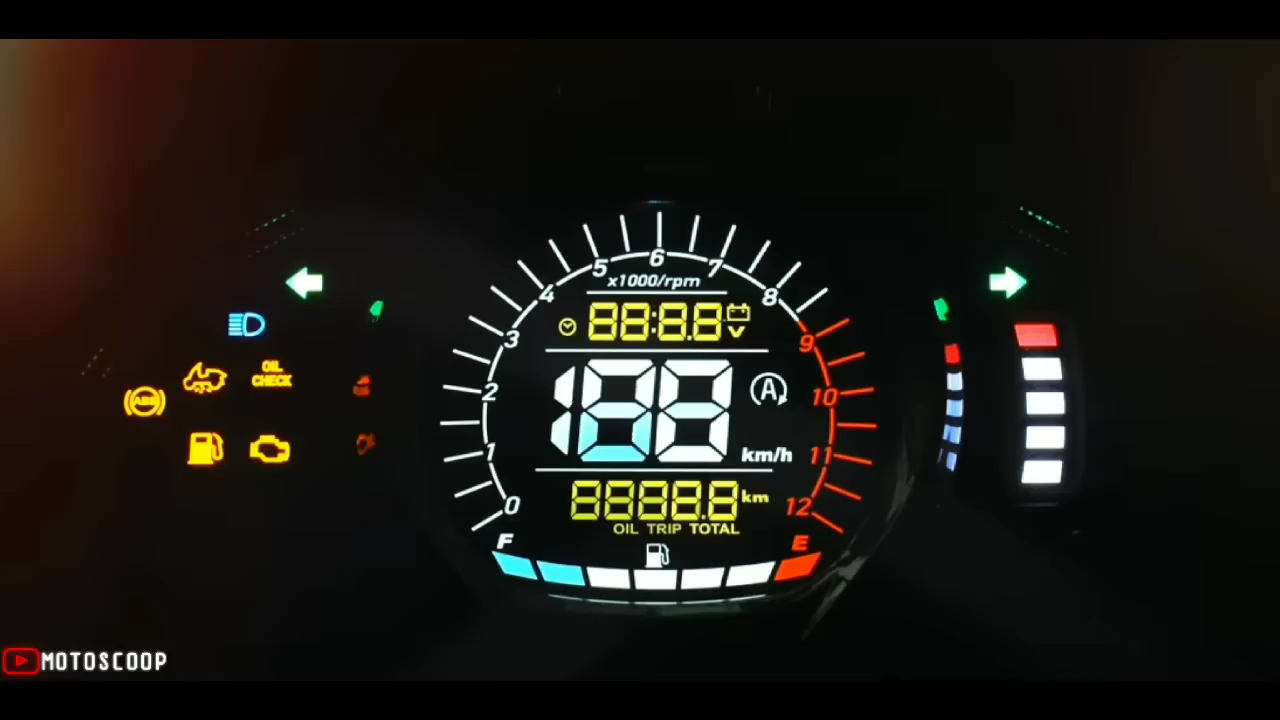 6
5
7
x1000/rpm
4
8
88:8.8
3
9
OIL
CHECK
188
A
2
10
ABS
km/h
1
11
8888.8 km
0
12
OIL TRIP TOTAL
F
E
MOTOSCOOP